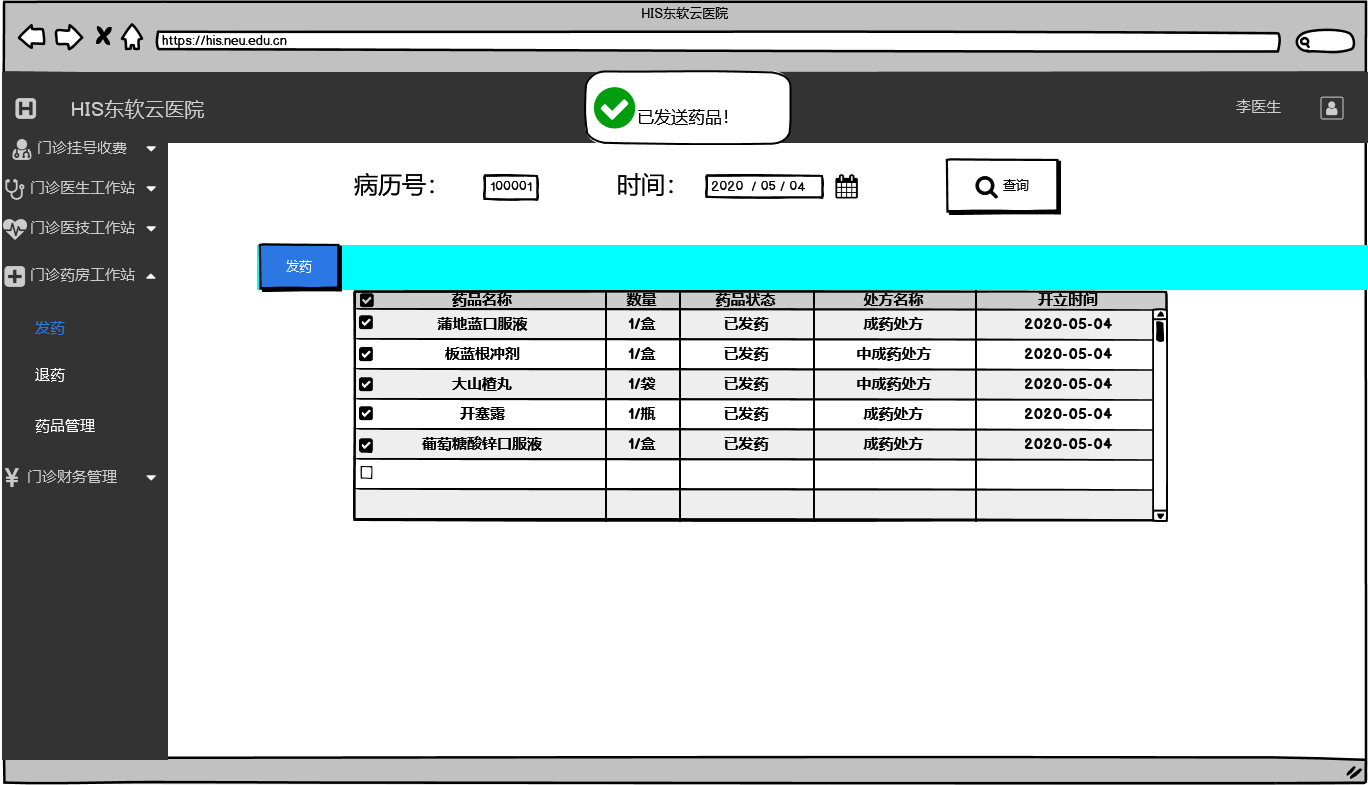 HIS东软云医院
https://his.neu.edu.cn
HIS东软云医院
已发送药品！
李医生
门诊挂号收费
门诊医生工作站
门诊医技工作站
门诊药房工作站
发药
退药
药品管理
门诊财务管理
病历号： 100001 时间： 2020 / 05 / 04 查询
发药
药品名称 数量 药品状态 处方名称 开立时间
蒲地蓝口服液 1/盒 已发药 成药处方 2020-05-04
板蓝根冲剂 1/盒 已发药 中成药处方 2020-05-04
大山楂丸 1/袋 已发药 中成药处方 2020-05-04
开塞露 1/瓶 已发药 成药处方 2020-05-04
葡萄糖酸锌口服液 1/盒 已发药 成药处方 2020-05-04